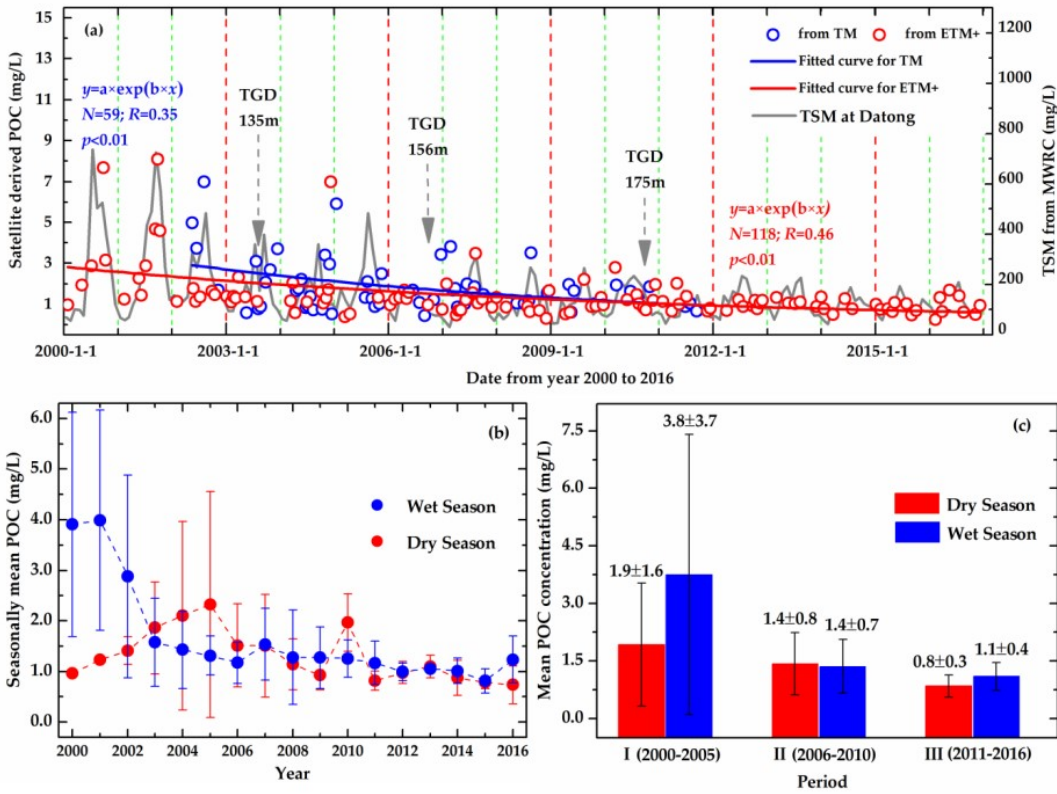 (a)
from TM
from ETM+
Fitted curve for TM
Fitted curve for ETM+
TSM at Datong
y=a×exp(b×x)
N=59; R=0.35
p<0.01
TGD
135m
TGD
156m
TGD
175m
y=a×exp(b×x)
N=118; R=0.46
p<0.01
Satellite derived POC (mg/L)
15
13
11
9
7
5
3
1
TSM from MWRC (mg/L)
1200
1000
800
600
400
200
0
2000-1-1
2003-1-1
2006-1-1
2009-1-1
2012-1-1
2015-1-1
Date from year 2000 to 2016
(b)
Wet Season
Dry Season
Seasonally mean POC (mg/L)
6.0
5.0
4.0
3.0
2.0
1.0
0.0
2000
2002
2004
2006
2008
2010
2012
2014
2016
Year
(c)
Dry Season
Wet Season
Mean POC concentration (mg/L)
7.5
6.0
4.5
3.0
1.5
0.0
1.9±1.6
3.8±3.7
1.4±0.8
1.4±0.7
0.8±0.3
1.1±0.4
I (2000-2005)
II (2006-2010)
III (2011-2016)
Period